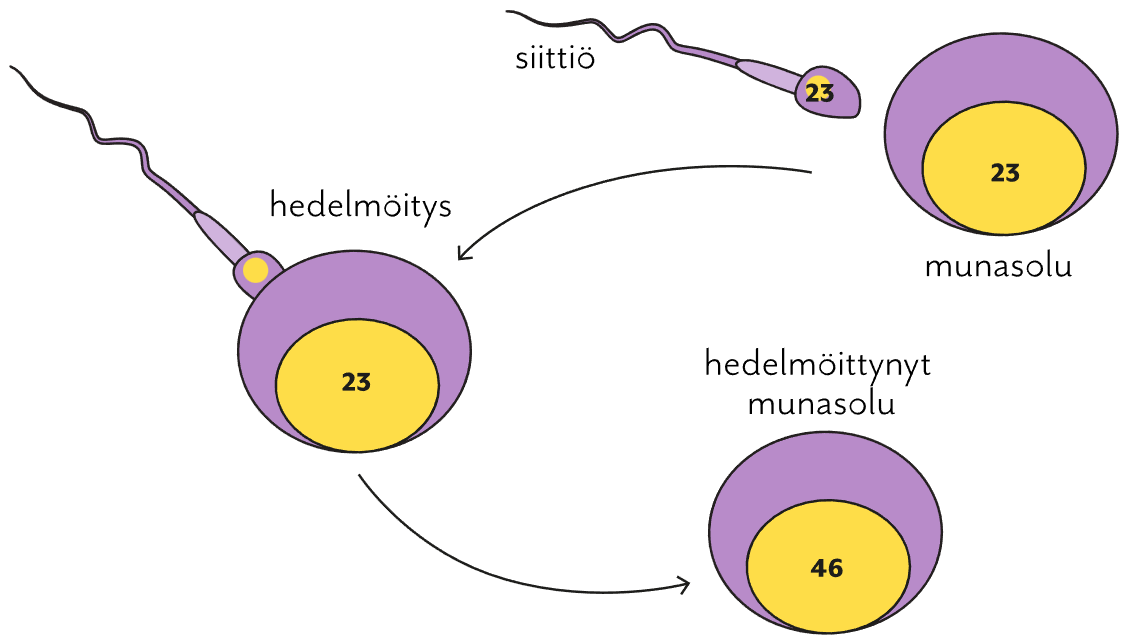 siittiö
23
23
munasolu
hedelmöitys
23
hedelmöittynyt
munasolu
46